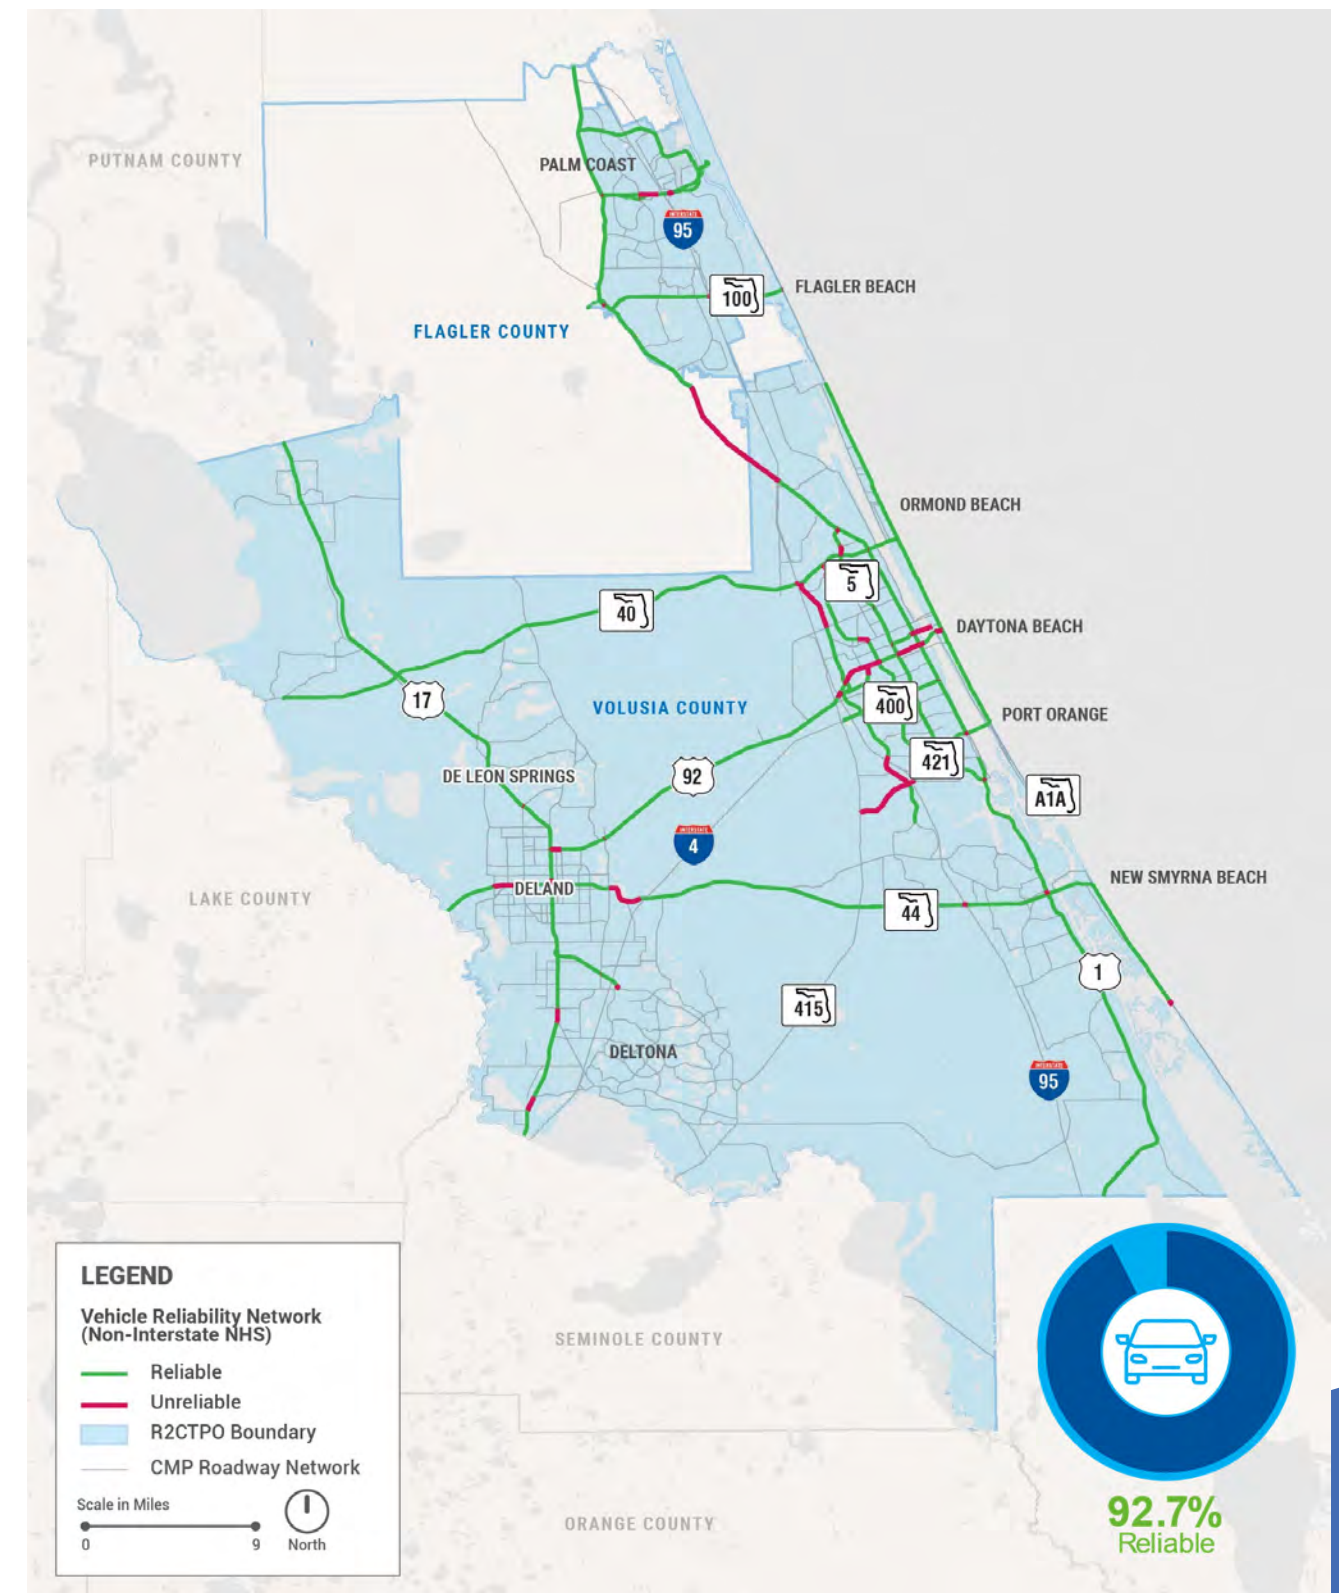 PUTNAM COUNTY
PALM COAST
INTERSTATE
95
100
FLAGLER BEACH
FLAGLER COUNTY
ORMOND BEACH
5
40
DAYTONA BEACH
17
VOLUSIA COUNTY
400
PORT ORANGE
DE LEON SPRINGS
92
421
A1A
INTERSTATE
4
LAKE COUNTY
DELAND
NEW SMYRNA BEACH
44
1
415
DELTONA
INTERSTATE
95
LEGEND
Vehicle Reliability Network
(Non-Interstate NHS)
Reliable
Unreliable
R2CTPO Boundary
CMP Roadway Network
Scale in Miles
0 9 North
SEMINOLE COUNTY
ORANGE COUNTY
92.7%
Reliable